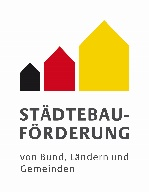 STÄDTEBAU-
FÖRDERUNG
von Bund, Ländern und
Gemeinden